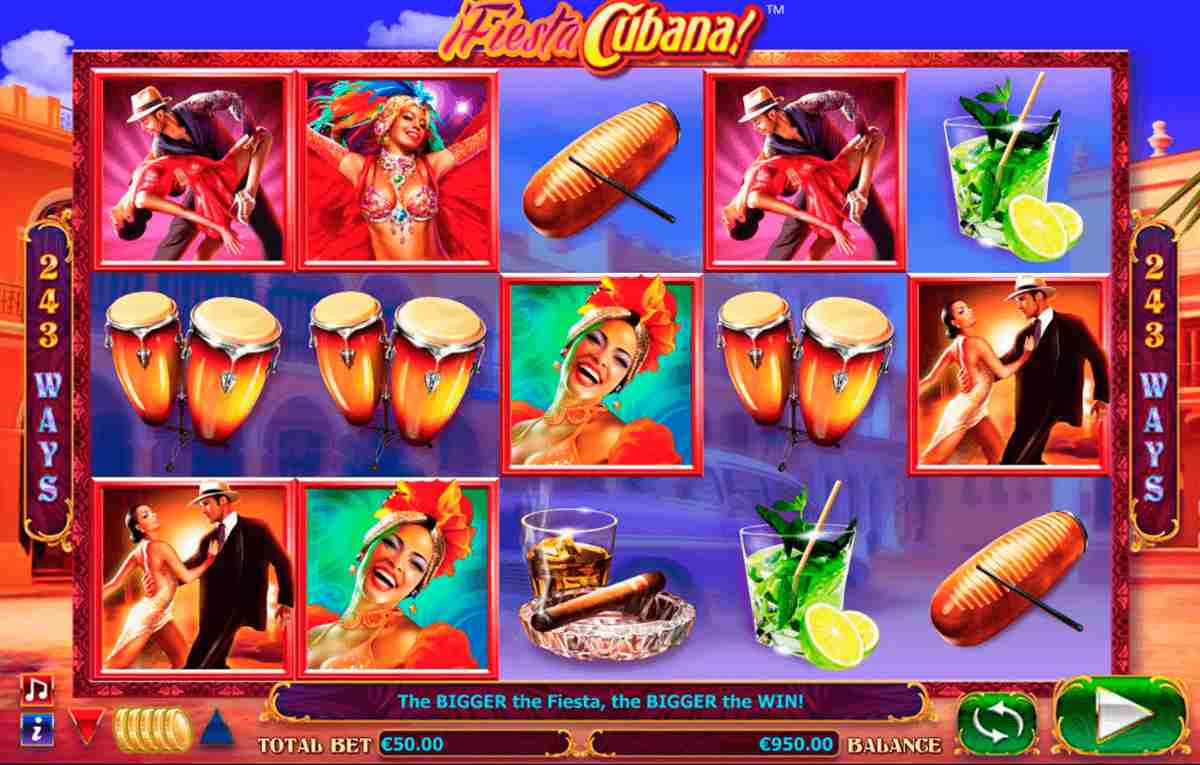 ¡Fiesta Cubana! ™
243 WAYS
243 WAYS
The BIGGER the Fiesta, the BIGGER the WIN!
TOTAL BET €50.00 €950.00 BALANCE
i